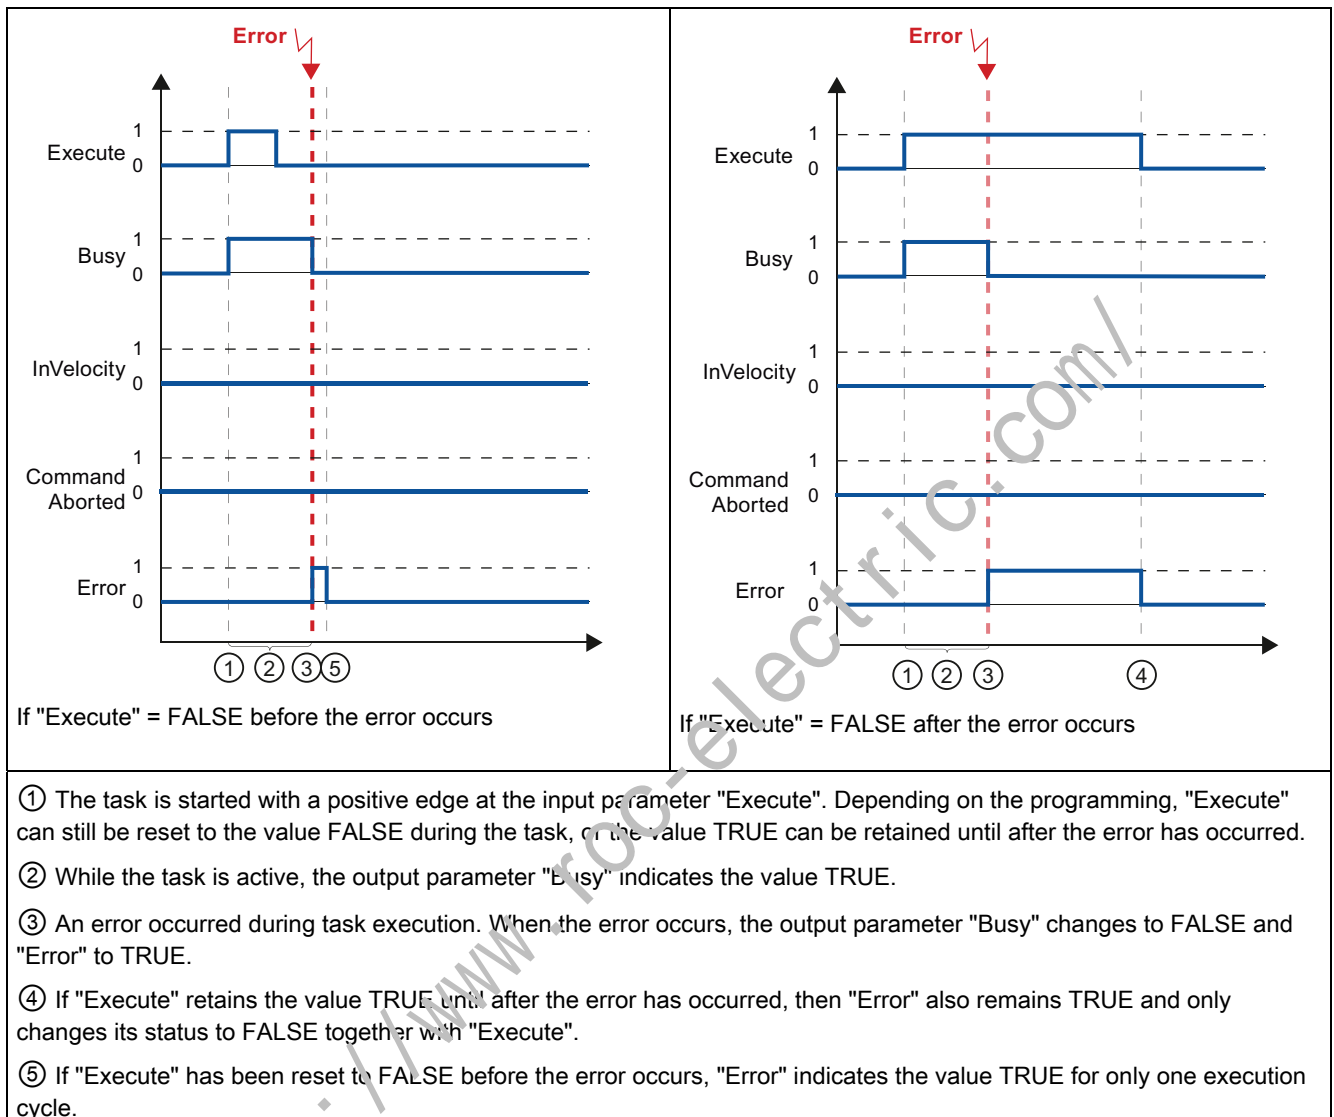 Error
1
Execute
0
1
Busy
0
1
InVelocity
0
1
Command
Aborted
0
1
Error
0
① ② ③ ⑤
If "Execute" = FALSE before the error occurs
Error
1
Execute
0
1
Busy
0
1
InVelocity
0
1
Command
Aborted
0
1
Error
0
① ② ③ ④
If "Execute" = FALSE after the error occurs
① The task is started with a positive edge at the input parameter "Execute". Depending on the programming, "Execute"
can still be reset to the value FALSE during the task, or the value TRUE can be retained until after the error has occurred.
② While the task is active, the output parameter "Busy" indicates the value TRUE.
③ An error occurred during task execution. When the error occurs, the output parameter "Busy" changes to FALSE and
"Error" to TRUE.
④ If "Execute" retains the value TRUE until after the error has occurred, then "Error" also remains TRUE and only
changes its status to FALSE together with "Execute".
⑤ If "Execute" has been reset to FALSE before the error occurs, "Error" indicates the value TRUE for only one execution
cycle.
://www.roc-electric.com/